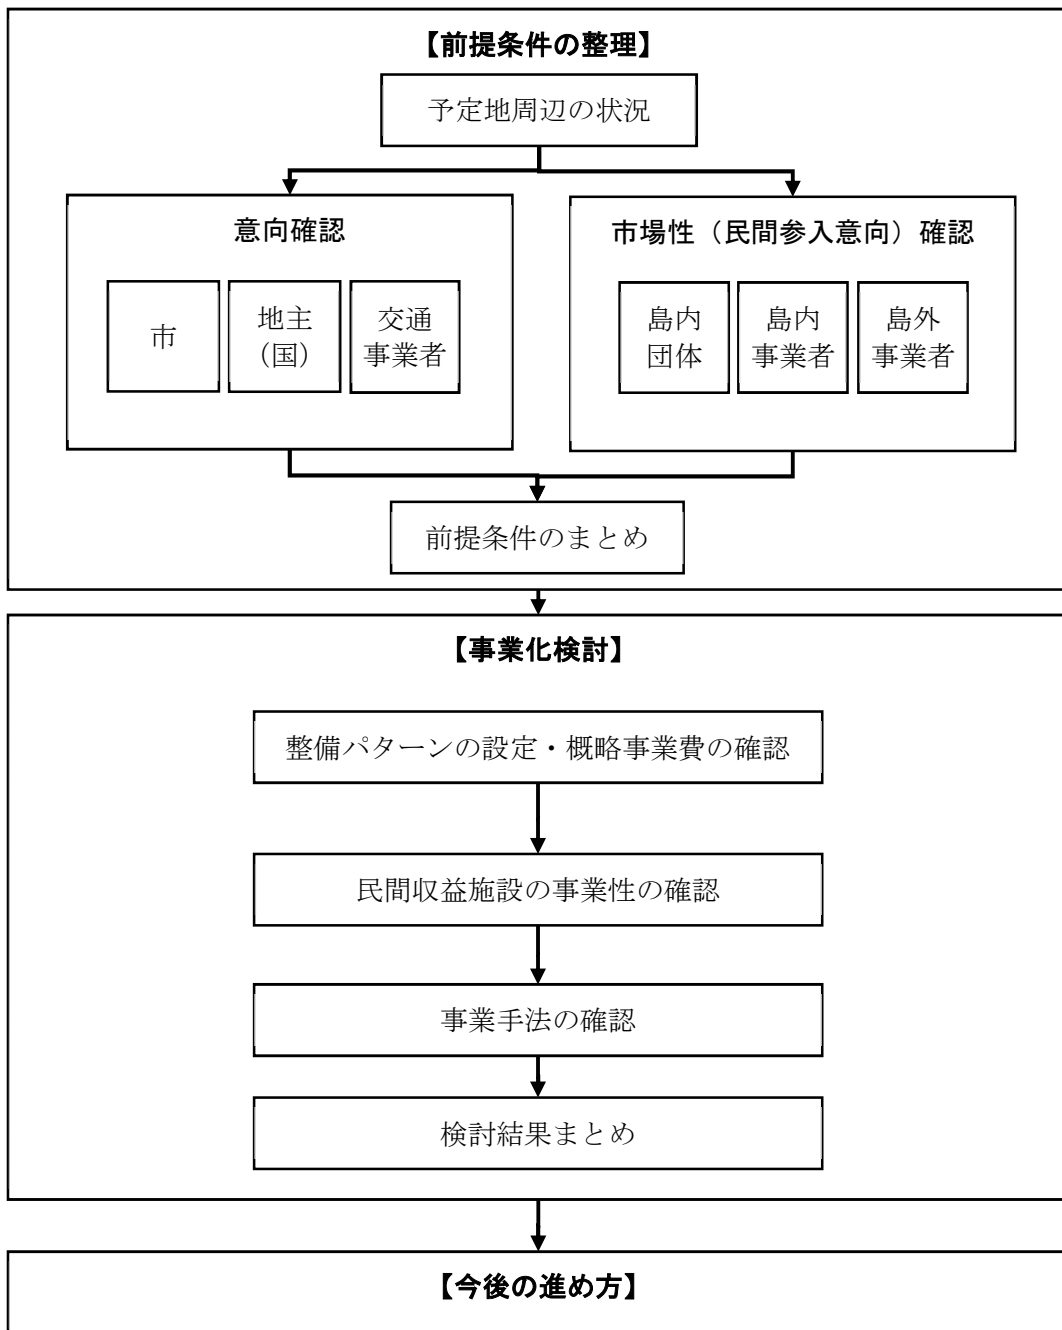 【前提条件の整理】
予定地周辺の状況
意向確認
市
地主
（国）
交通
事業者
市場性（民間参入意向）確認
島内
団体
島内
事業者
島外
事業者
前提条件のまとめ
【事業化検討】
整備パターンの設定・概略事業費の確認
民間収益施設の事業性の確認
事業手法の確認
検討結果まとめ
【今後の進め方】